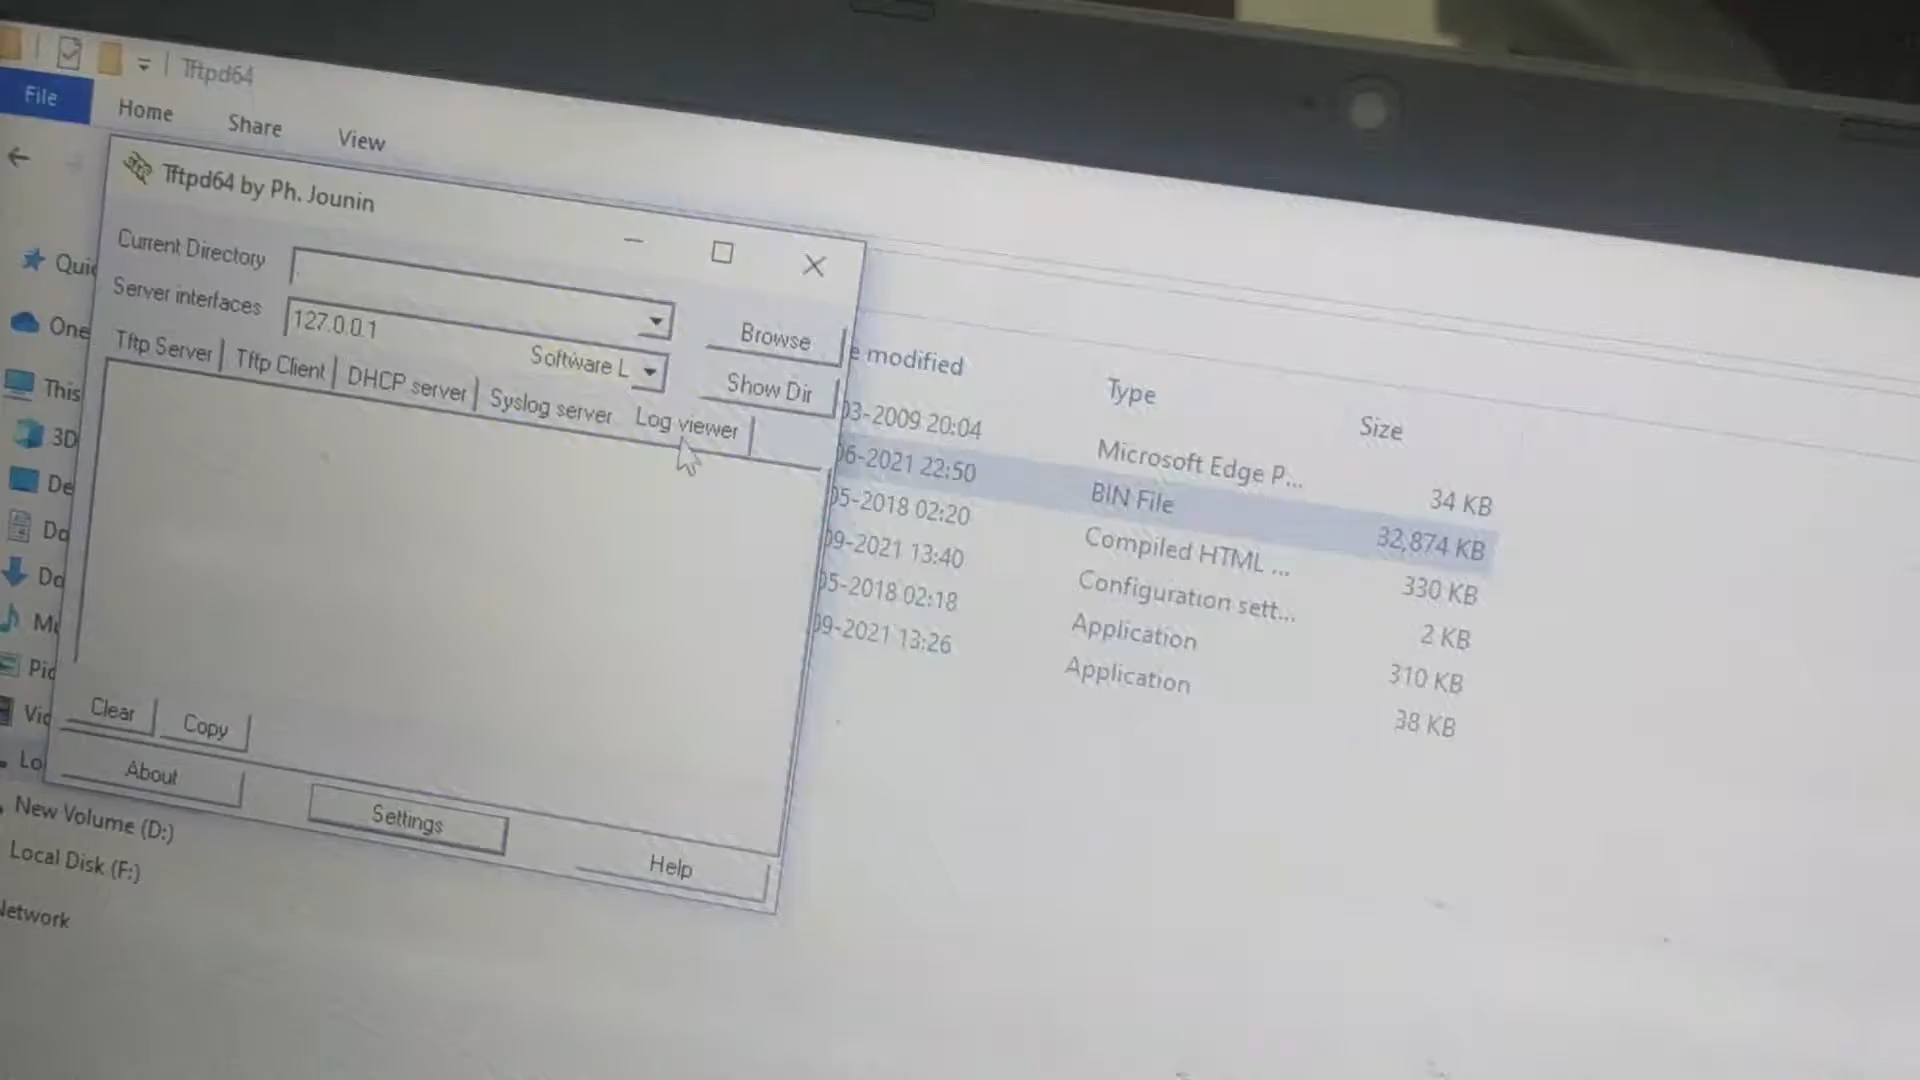 Tftpd64
File Home Share View
Tftpd64 by Ph. Jounin
Current Directory .
Server interfaces 127.0.0.1 Software L
Browse
Show Dir
Tftp Server Tftp Client DHCP server Syslog server Log viewer
Clear Copy
About Settings Help
Quic
One
This
3D
De
Do
Do
Mu
Pic
Vic
Lo
New Volume (D:)
Local Disk (F:)
Network
e modified Type Size
03-2009 20:04 Microsoft Edge P... 34 KB
06-2021 22:50 BIN File 32,874 KB
05-2018 02:20 Compiled HTML ... 330 KB
09-2021 13:40 Configuration sett... 2 KB
05-2018 02:18 Application 310 KB
09-2021 13:26 Application 38 KB